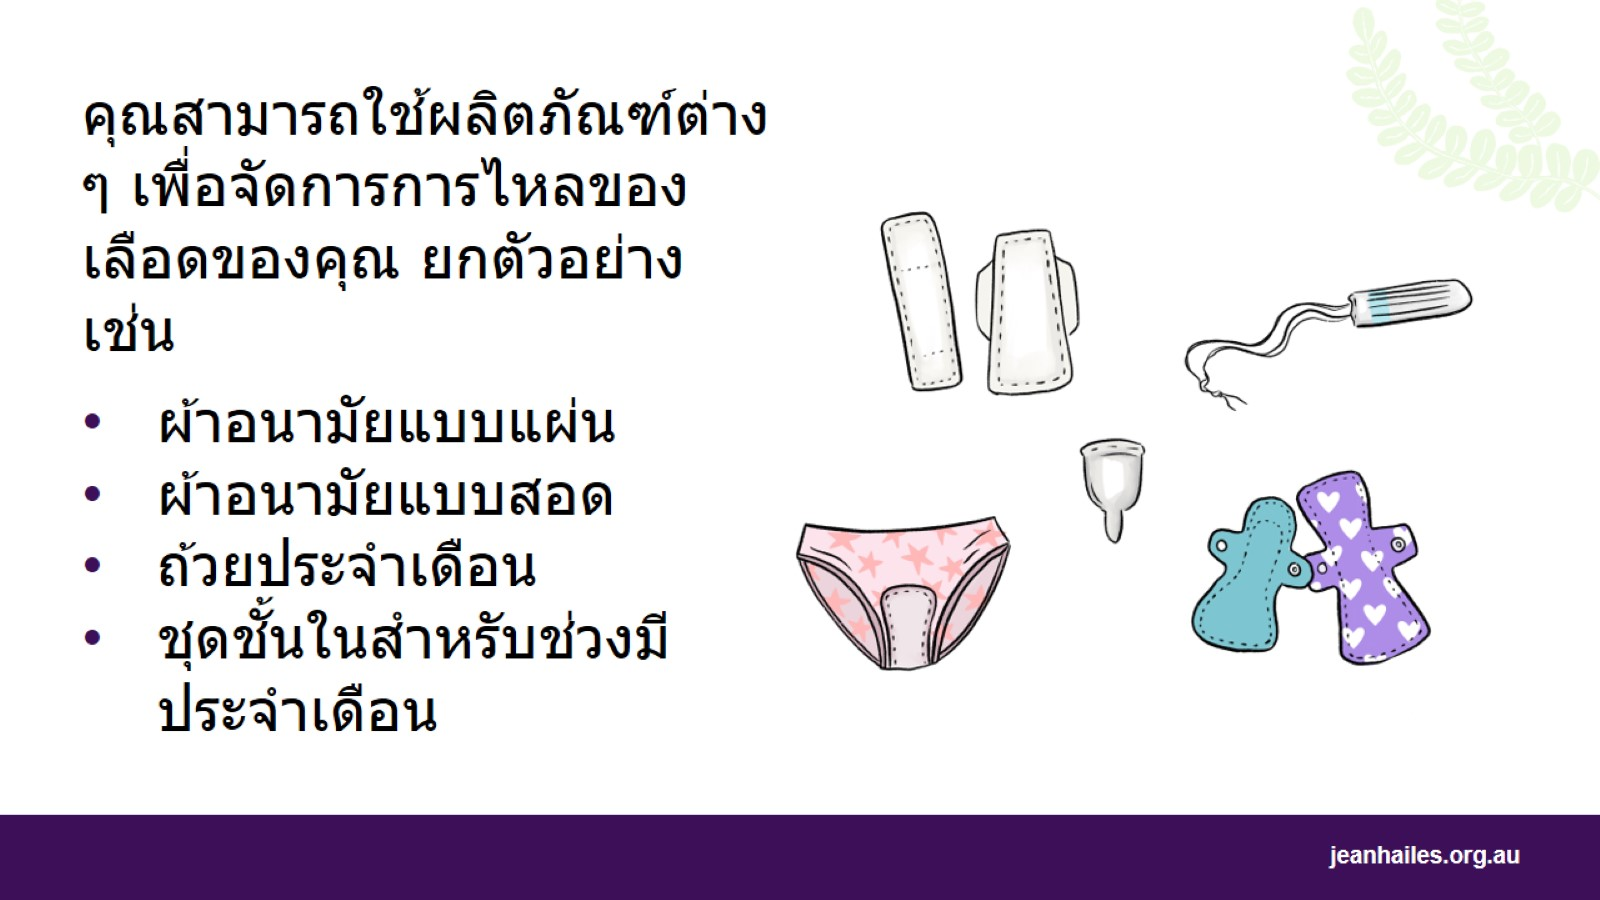 คุณสามารถใช้ผลิตภัณฑ์ต่าง
ๆ เพื่อจัดการการไหลของ
เลือดของคุณ ยกตัวอย่าง
เช่น
• ผ้าอนามัยแบบแผ่น
• ผ้าอนามัยแบบสอด
• ถ้วยประจำเดือน
• ชุดชั้นในสำหรับช่วงมี
ประจำเดือน
jeanhailes.org.au